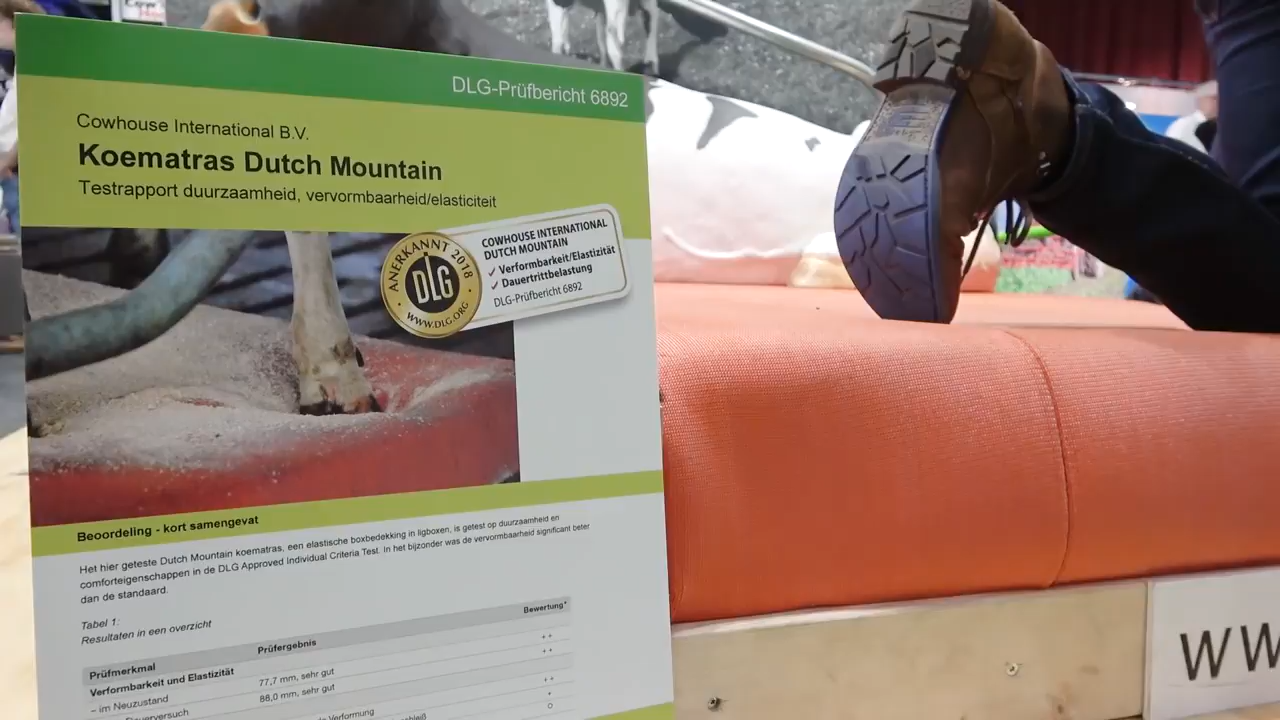 DLG-Prüfbericht 6892
Cowhouse International B.V.
Koematras Dutch Mountain
Testrapport duurzaamheid, vervormbaarheid/elasticiteit
ANERKANNT 2018
DLG
WWW.DLG.ORG
COWHOUSE INTERNATIONAL
DUTCH MOUNTAIN
✓ Verformbarkeit/Elastizität
✓ Dauertrittbelastung
DLG-Prüfbericht 6892
Beoordeling - kort samengevat
Het hier geteste Dutch Mountain koematras, een elastische boxbedekking in ligboxen, is getest op duurzaamheid en
comforteigenschappen in de DLG Approved Individual Criteria Test. In het bijzonder was de vervormbaarheid significant beter
dan de standaard.
Tabel 1:
Resultaten in een overzicht
Prüfmerkmal Prüfergebnis Bewertung*
Verformbarkeit und Elastizität ++
– im Neuzustand 77,7 mm, sehr gut ++
88,0 mm, sehr gut
Verformung ++
WW